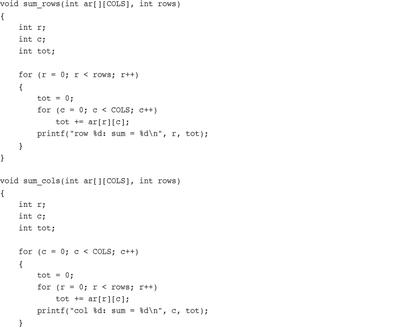 void sum_rows(int ar[][COLS], int rows)
{
    int r;
    int c;
    int tot;

    for (r = 0; r < rows; r++)
    {
        tot = 0;
        for (c = 0; c < COLS; c++)
            tot += ar[r][c];
        printf("row %d: sum = %d\n", r, tot);
    }
}

void sum_cols(int ar[][COLS], int rows)
{
    int r;
    int c;
    int tot;

    for (c = 0; c < COLS; c++)
    {
        tot = 0;
        for (r = 0; r < rows; r++)
            tot += ar[r][c];
        printf("col %d: sum = %d\n", c, tot);
    }